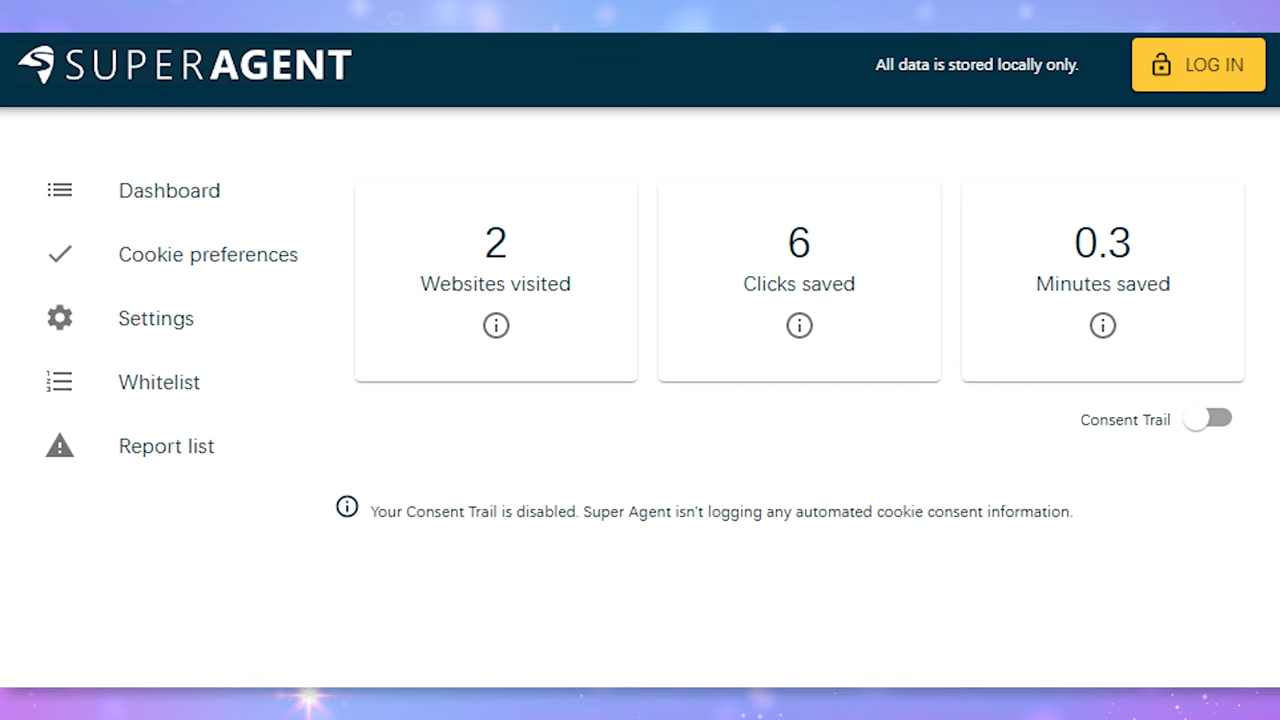 SUPERAGENT
All data is stored locally only.
LOG IN
Dashboard
Cookie preferences
Settings
Whitelist
Report list
2
Websites visited
6
Clicks saved
0.3
Minutes saved
Consent Trail
Your Consent Trail is disabled. Super Agent isn't logging any automated cookie consent information.